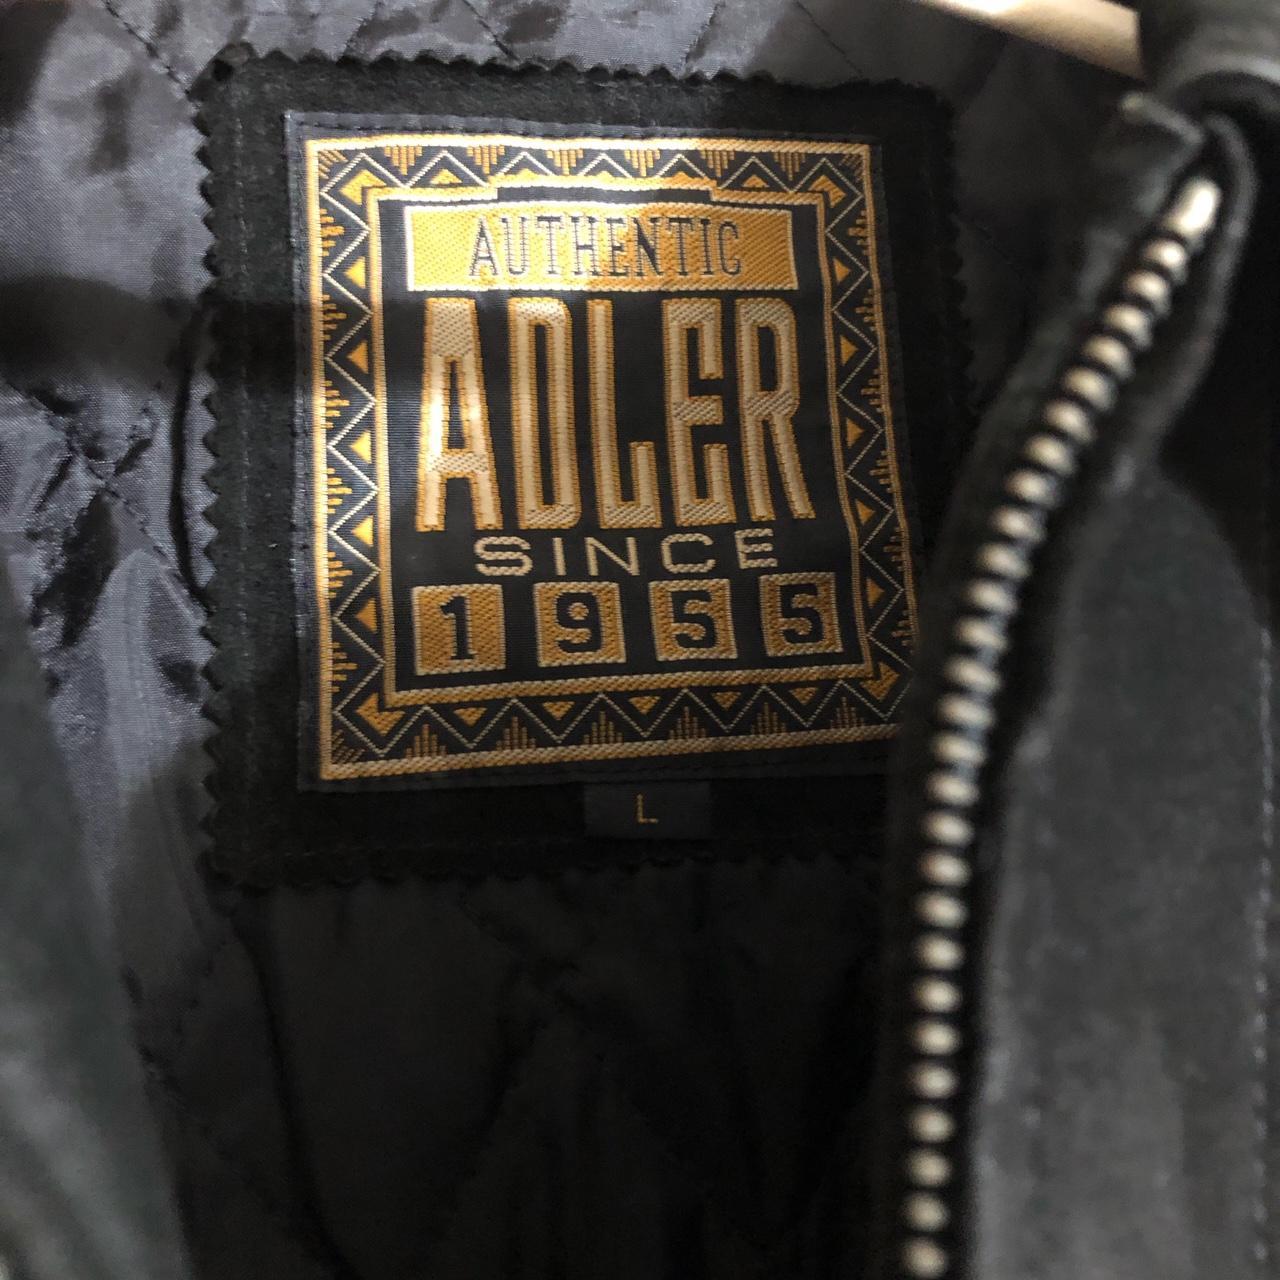 AUTHENTIC
ADLER
SINCE
1955
L